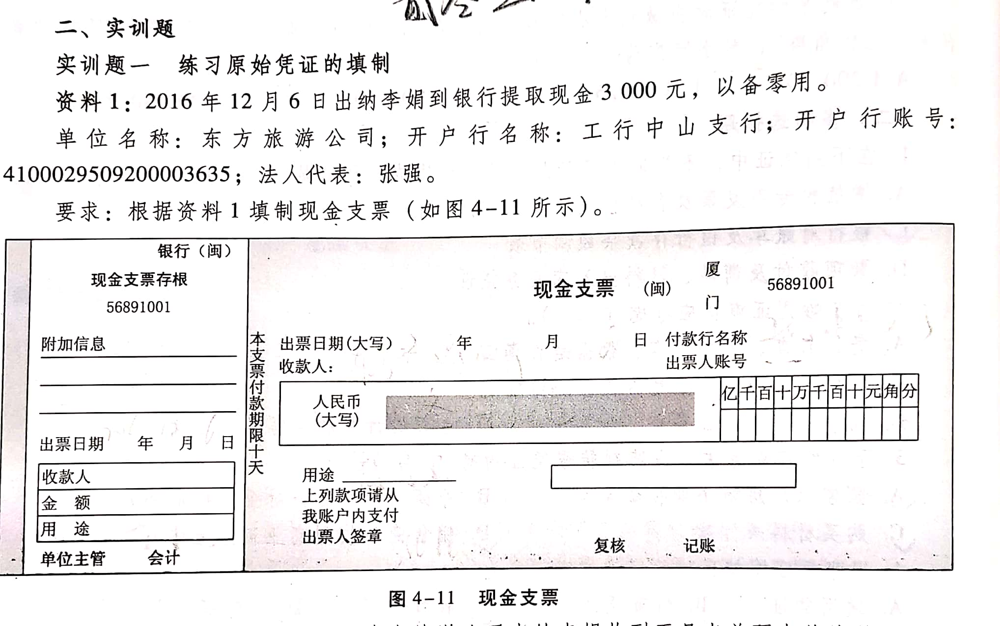 二、实训题
实训题一 练习原始凭证的填制
资料1：2016年12月6日出纳李娟到银行提取现金3 000元，以备零用。
单位名称：东方旅游公司；开户行名称：工行中山支行；开户行账号：
4100029509200003635；法人代表：张强。
要求：根据资料1填制现金支票（如图4-11所示）。
银行（闽）
现金支票存根
56891001
附加信息
出票日期 年 月 日
收款人
金 额
用 途
单位主管 会计
本支票付款期限十天
现金支票 （闽） 厦门 56891001
出票日期(大写) 年 月 日 付款行名称
收款人： 出票人账号
人民币
(大写)
亿千百十万千百十元角分
用途
上列款项请从
我账户内支付
出票人签章
复核 记账
图4-11 现金支票